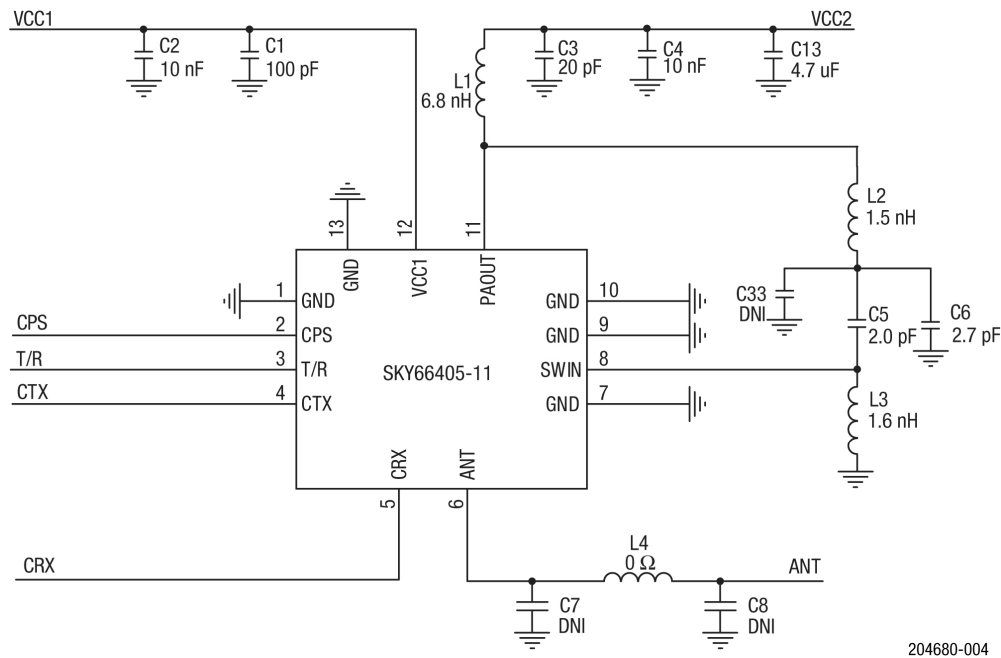 VCC1
VCC2
C2
10 nF
C1
100 pF
L1
6.8 nH
C3
20 pF
C4
10 nF
C13
4.7 uF
L2
1.5 nH
13
12
11
GND
VCC1
PAOUT
1
GND
CPS
2
CPS
T/R
3
T/R
CTX
4
CTX
SKY66405-11
GND
10
GND
9
SWIN
8
GND
7
C33
DNI
C5
2.0 pF
C6
2.7 pF
L3
1.6 nH
CRX
ANT
5
6
CRX
L4
0 Ω
ANT
C7
DNI
C8
DNI
204680-004